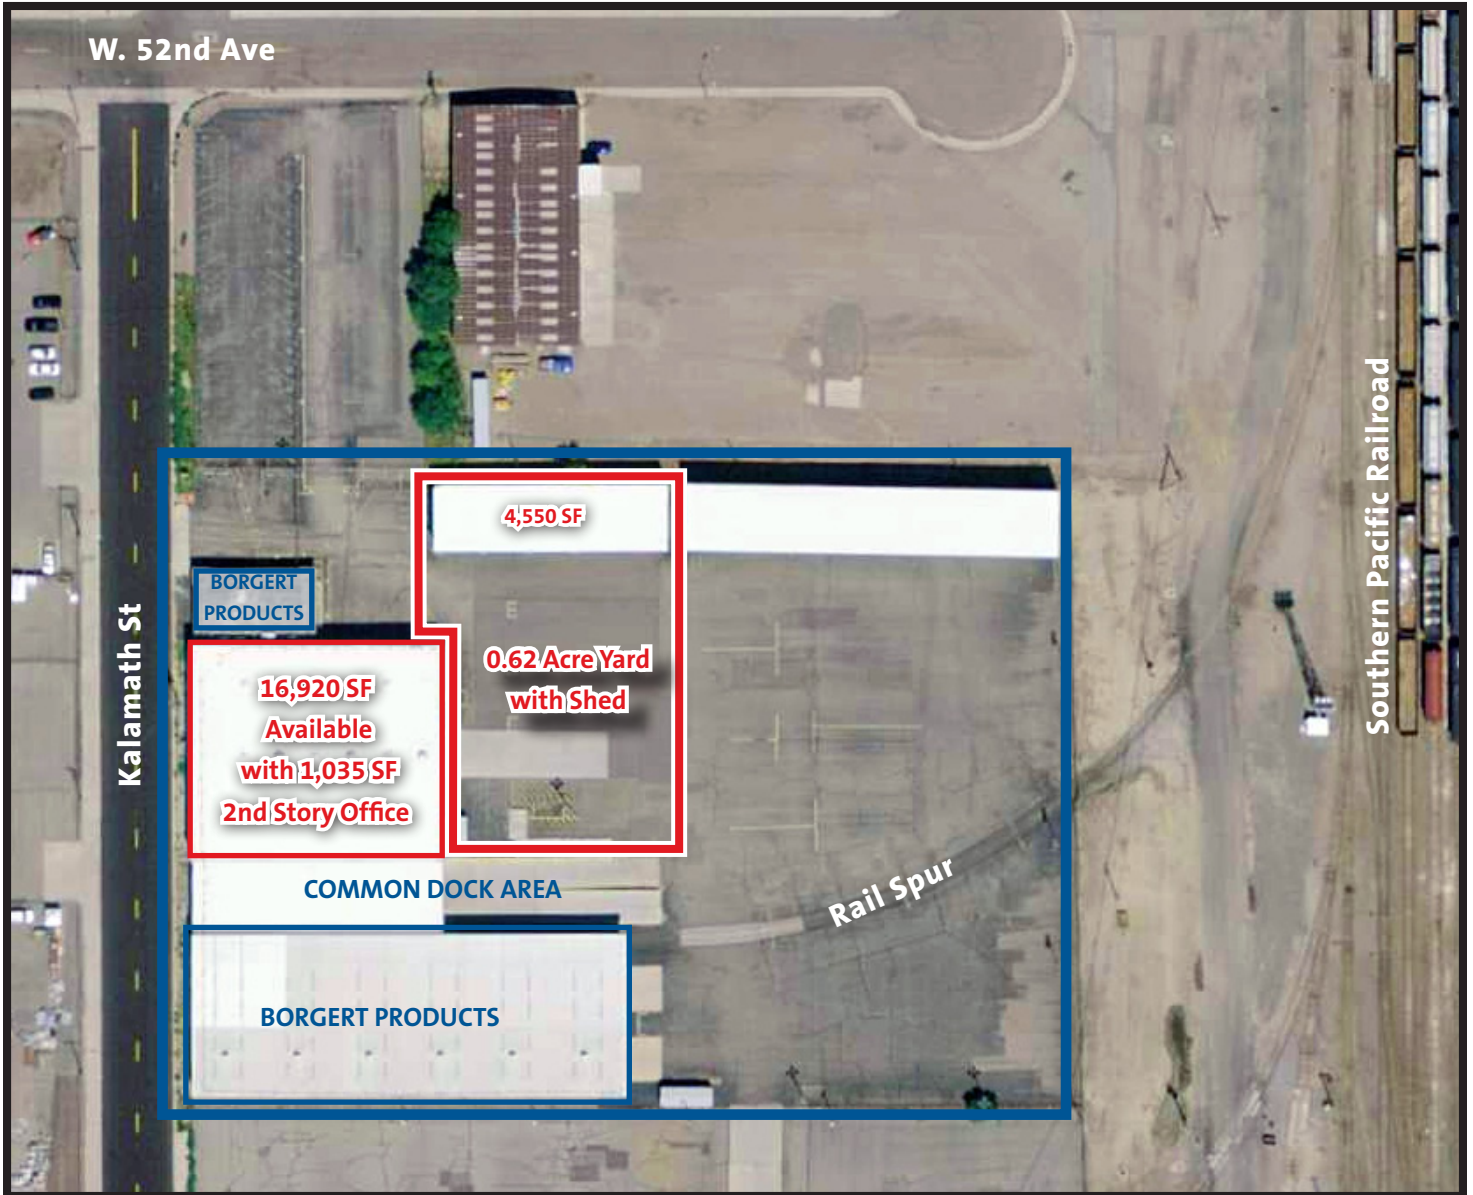 W. 52nd Ave
Southern Pacific Railroad
Kalamath St
4,550 SF
BORGERT
PRODUCTS
0.62 Acre Yard
with Shed
16,920 SF
Available
with 1,035 SF
2nd Story Office
COMMON DOCK AREA
Rail Spur
BORGERT PRODUCTS